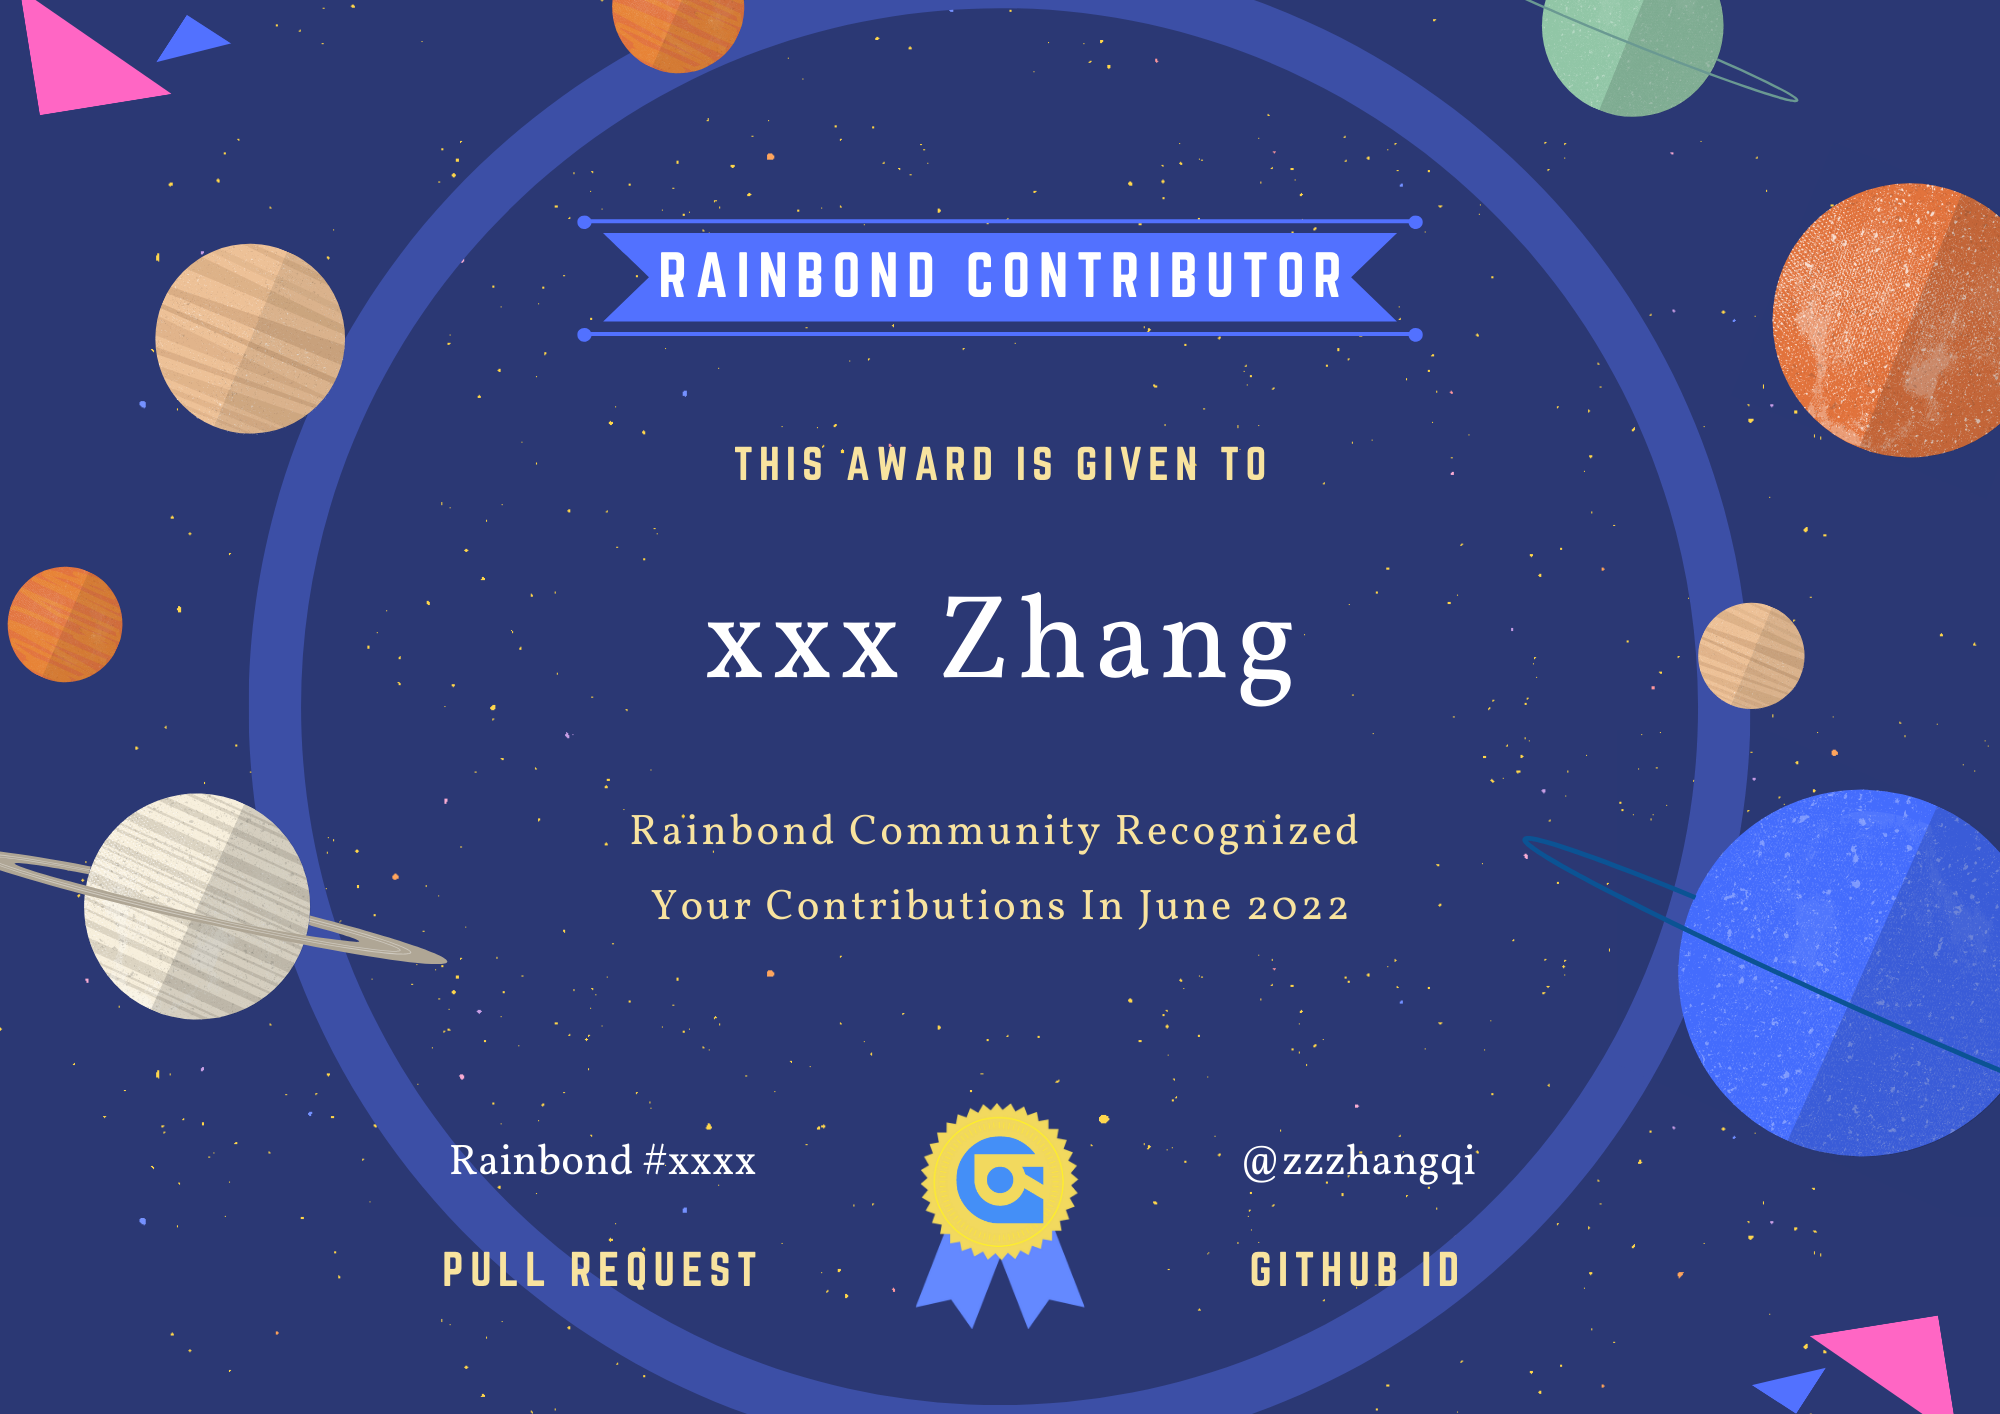 RAINBOND CONTRIBUTOR
THIS AWARD IS GIVEN TO
xxx Zhang
Rainbond Community Recognized
Your Contributions In June 2022
Rainbond #xxxx
PULL REQUEST
@zzzhangqi
GITHUB ID